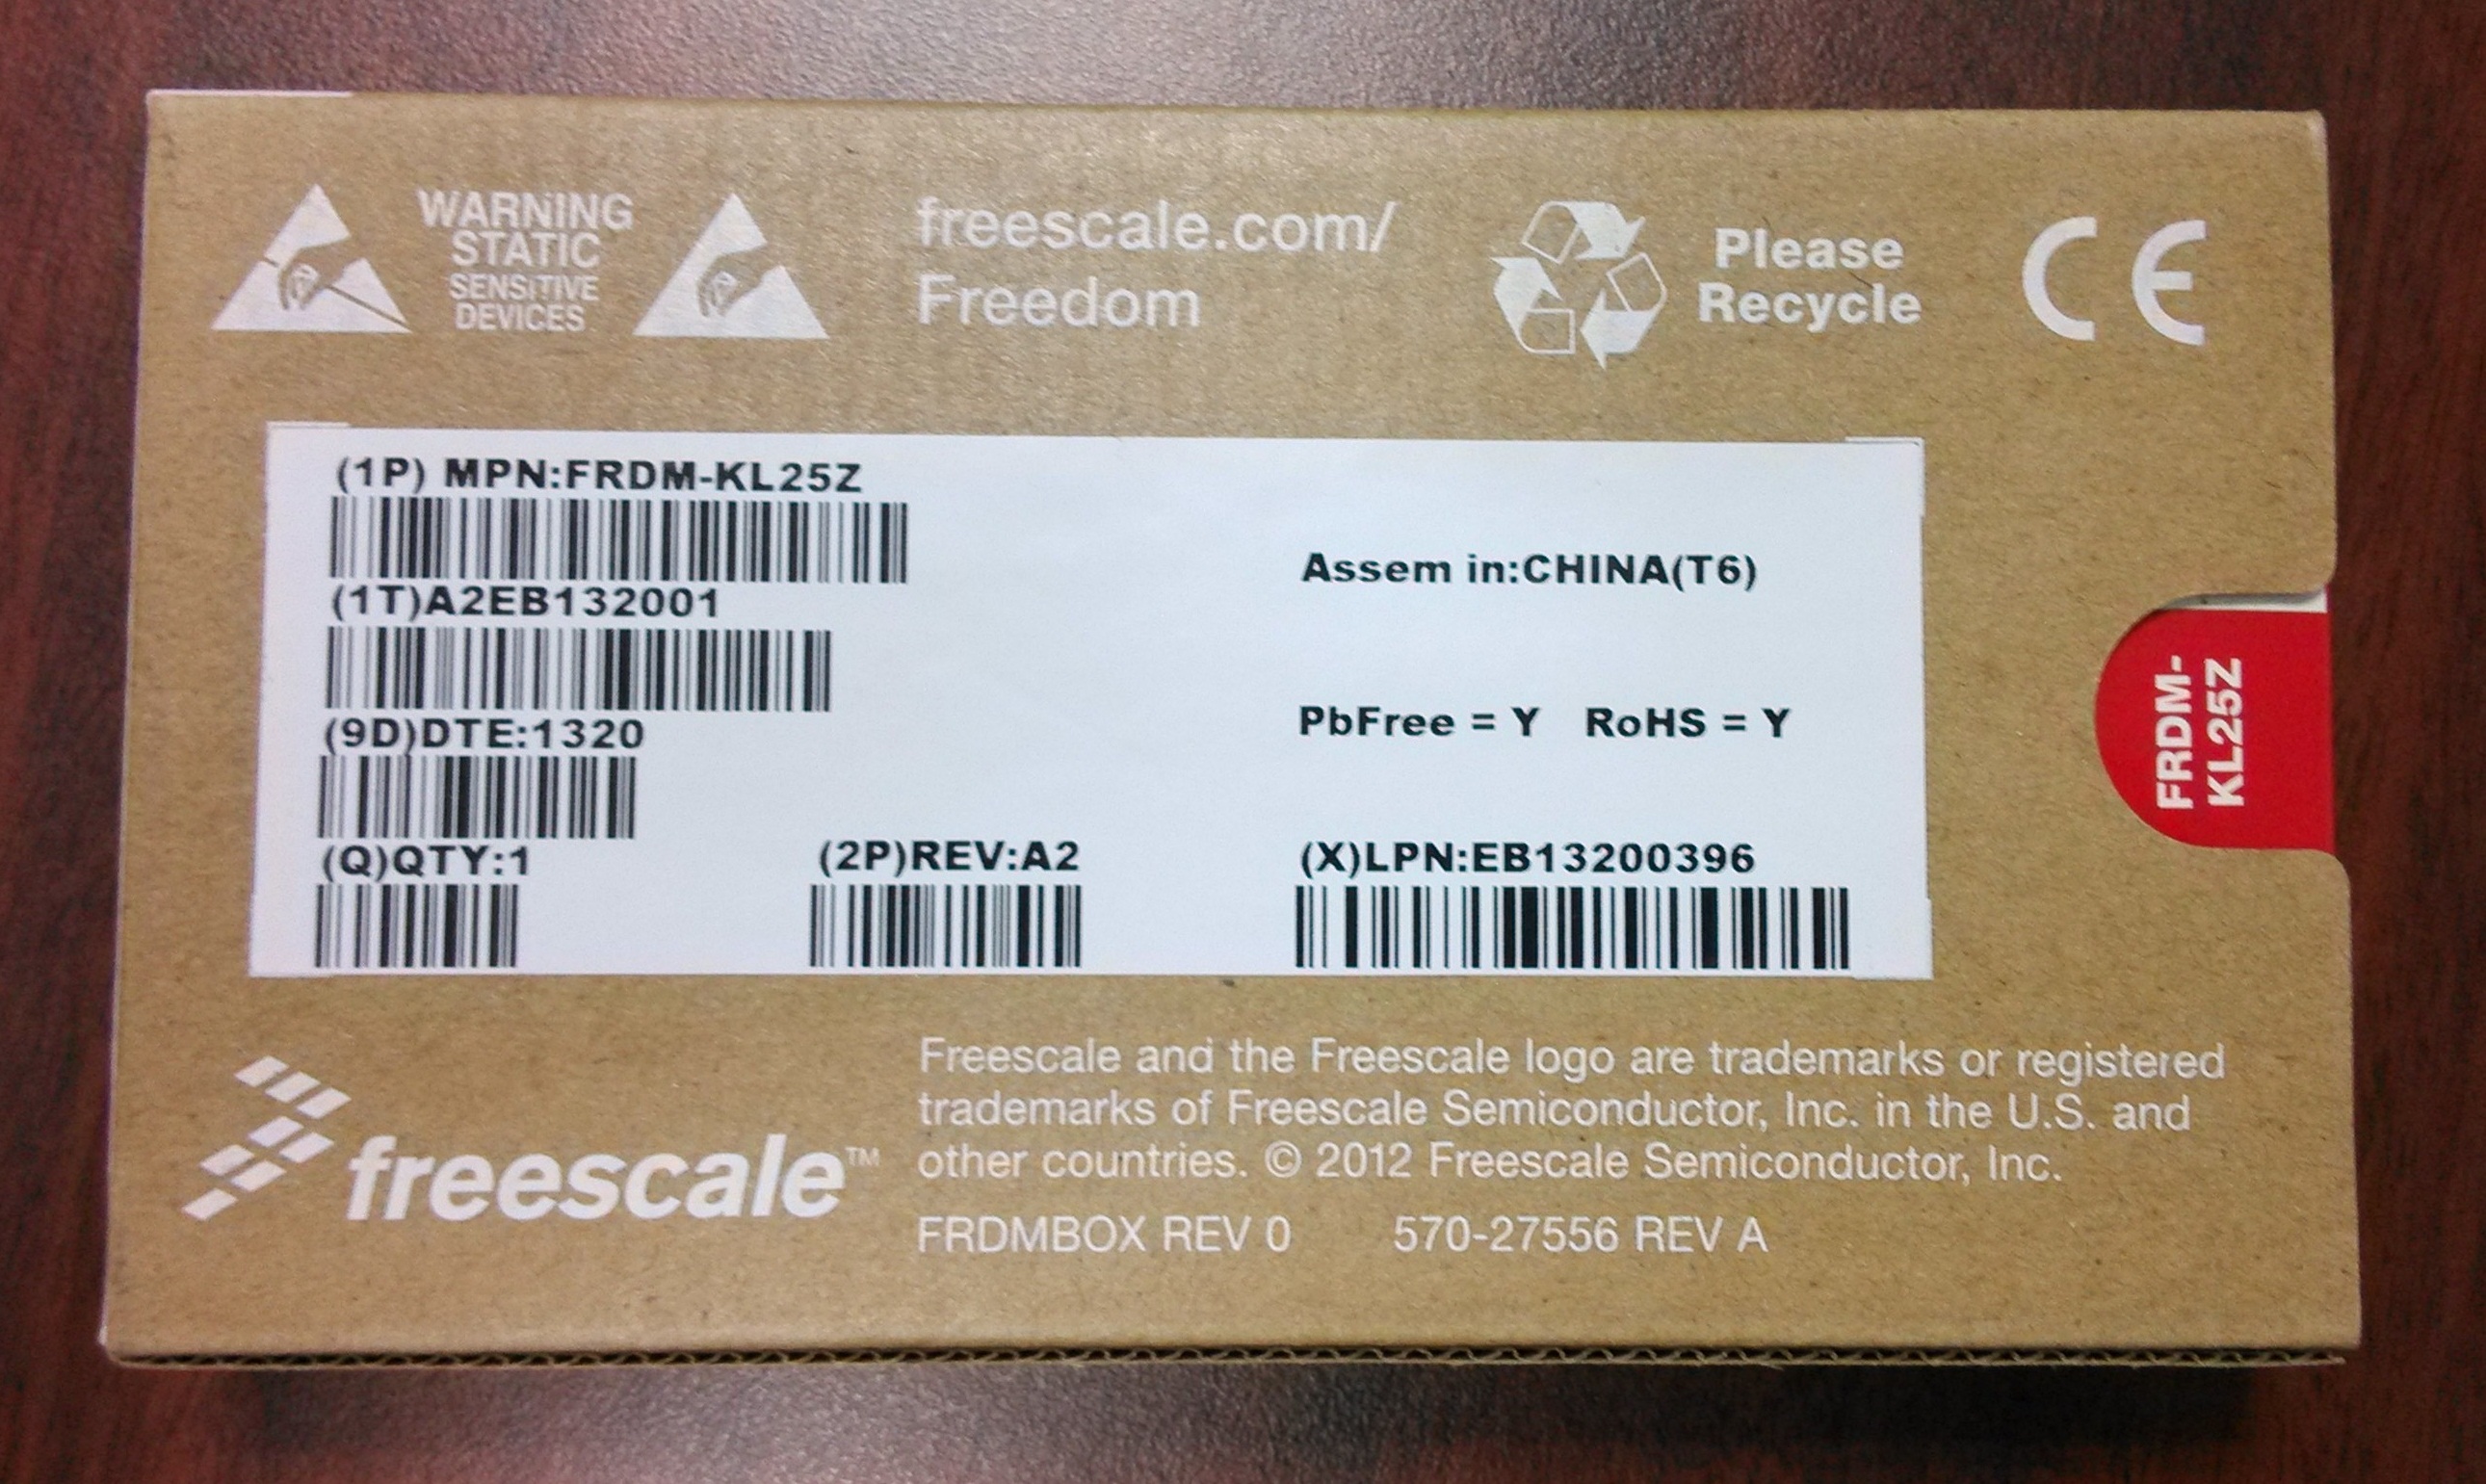 WARNING
STATIC
SENSITIVE
DEVICES
freescale.com/
Freedom
Please
Recycle
CE
(1P) MPN:FRDM-KL25Z
(1T)A2EB132001
(9D)DTE:1320
(Q)QTY:1
(2P)REV:A2
Assem in:CHINA(T6)
PbFree = Y RoHS = Y
(X)LPN:EB13200396
FRDM-
KL25Z
freescale™
Freescale and the Freescale logo are trademarks or registered
trademarks of Freescale Semiconductor, Inc. in the U.S. and
other countries. © 2012 Freescale Semiconductor, Inc.
FRDMBOX REV 0 570-27556 REV A